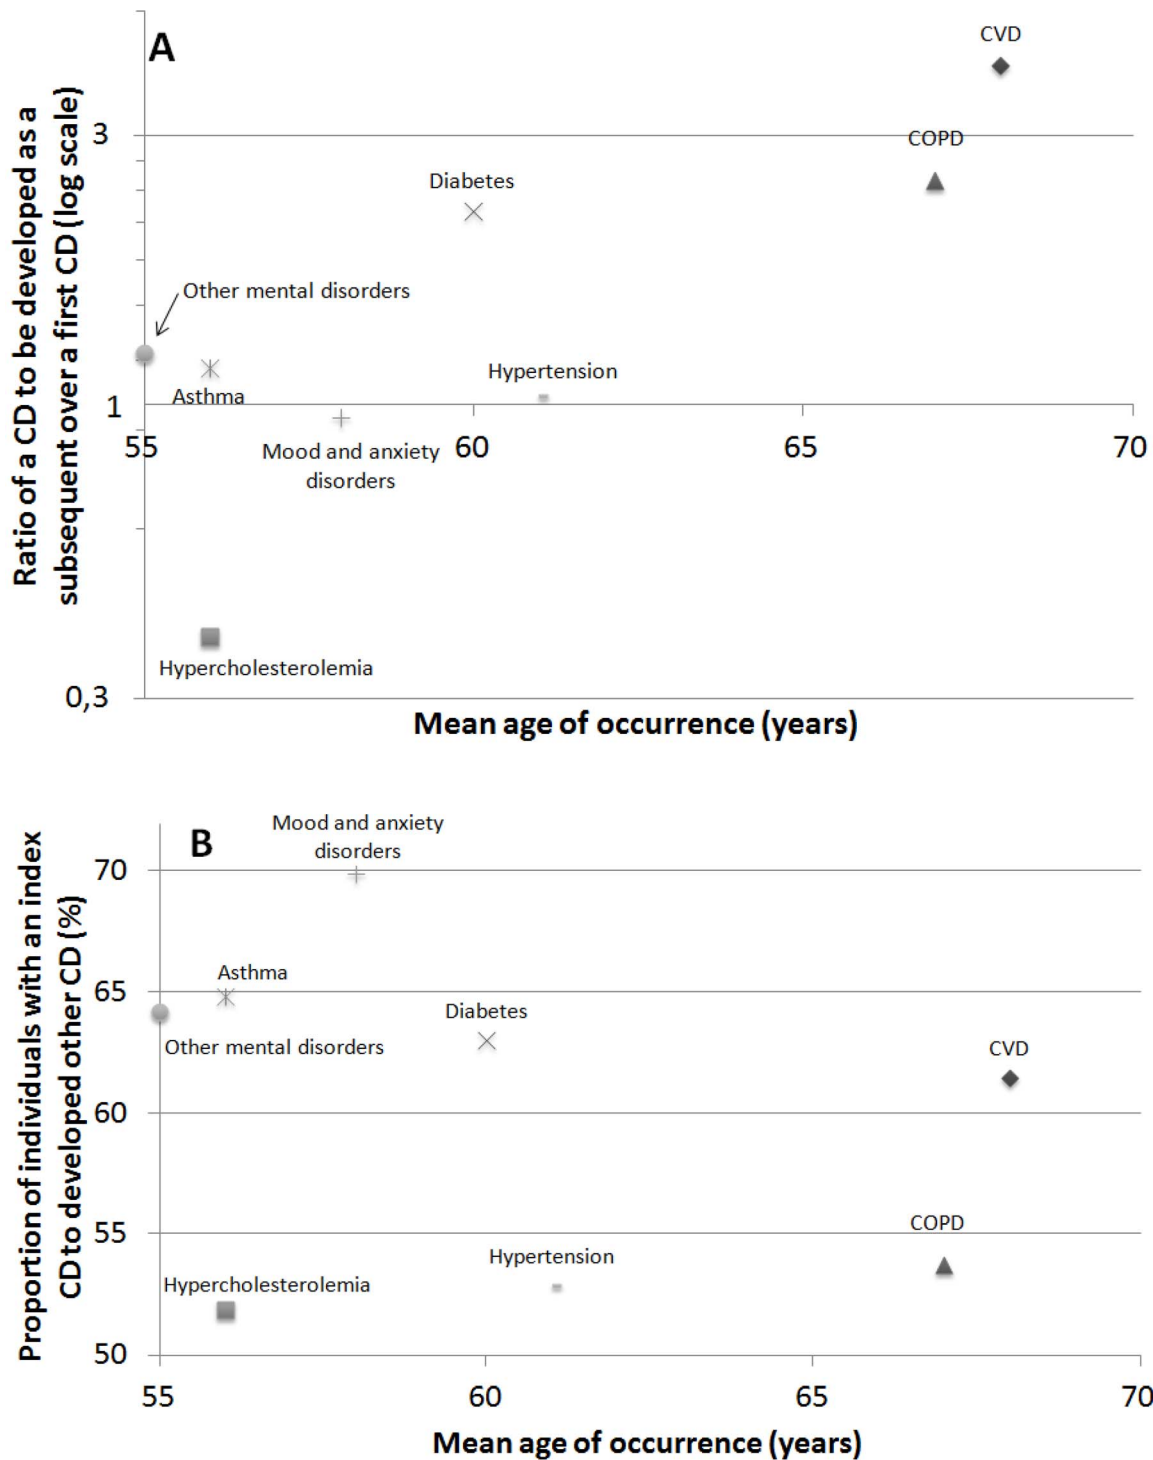 A
Ratio of a CD to be developed as a
subsequent over a first CD (log scale)
CVD
3
COPD
Diabetes
Other mental disorders
Hypertension
Asthma
1
55
60
65
70
Mood and anxiety
disorders
Hypercholesterolemia
0,3
Mean age of occurrence (years)
B
Proportion of individuals with an index
CD to developed other CD (%)
Mood and anxiety
disorders
70
Asthma
65
Diabetes
Other mental disorders
CVD
60
COPD
55
Hypertension
Hypercholesterolemia
50
55
60
65
70
Mean age of occurrence (years)